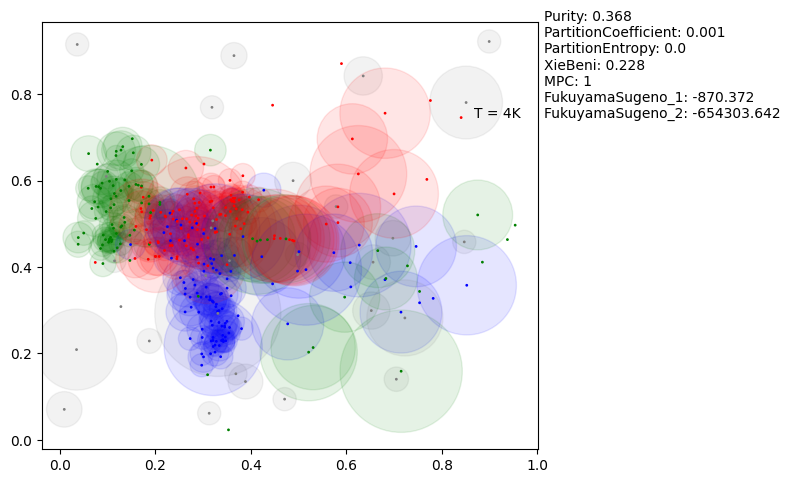 Purity: 0.368
PartitionCoefficient: 0.001
PartitionEntropy: 0.0
XieBeni: 0.228
MPC: 1
FukuyamaSugeno_1: -870.372
FukuyamaSugeno_2: -654303.642
T = 4K
0.8
0.6
0.4
0.2
0.0
0.0 0.2 0.4 0.6 0.8 1.0